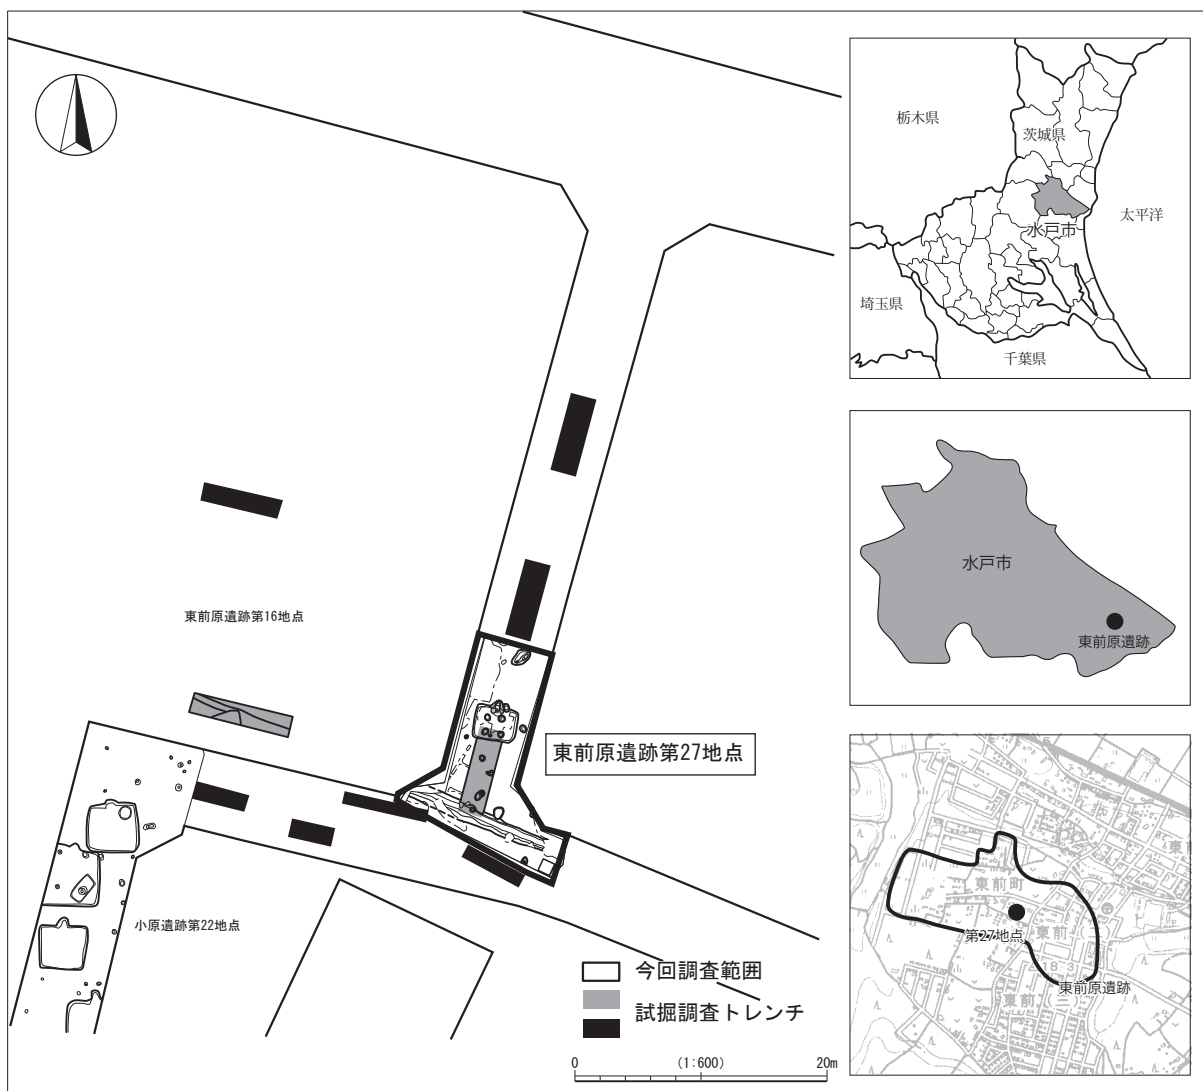 東前原遺跡第16地点
東前原遺跡第27地点
小原遺跡第22地点
今回調査範囲
試掘調査トレンチ
0 (1:600) 20m
栃木県
茨城県
水戸市
太平洋
埼玉県
千葉県
水戸市
東前原遺跡
東前町
第27地点
東前
18.3
東前原遺跡
東前